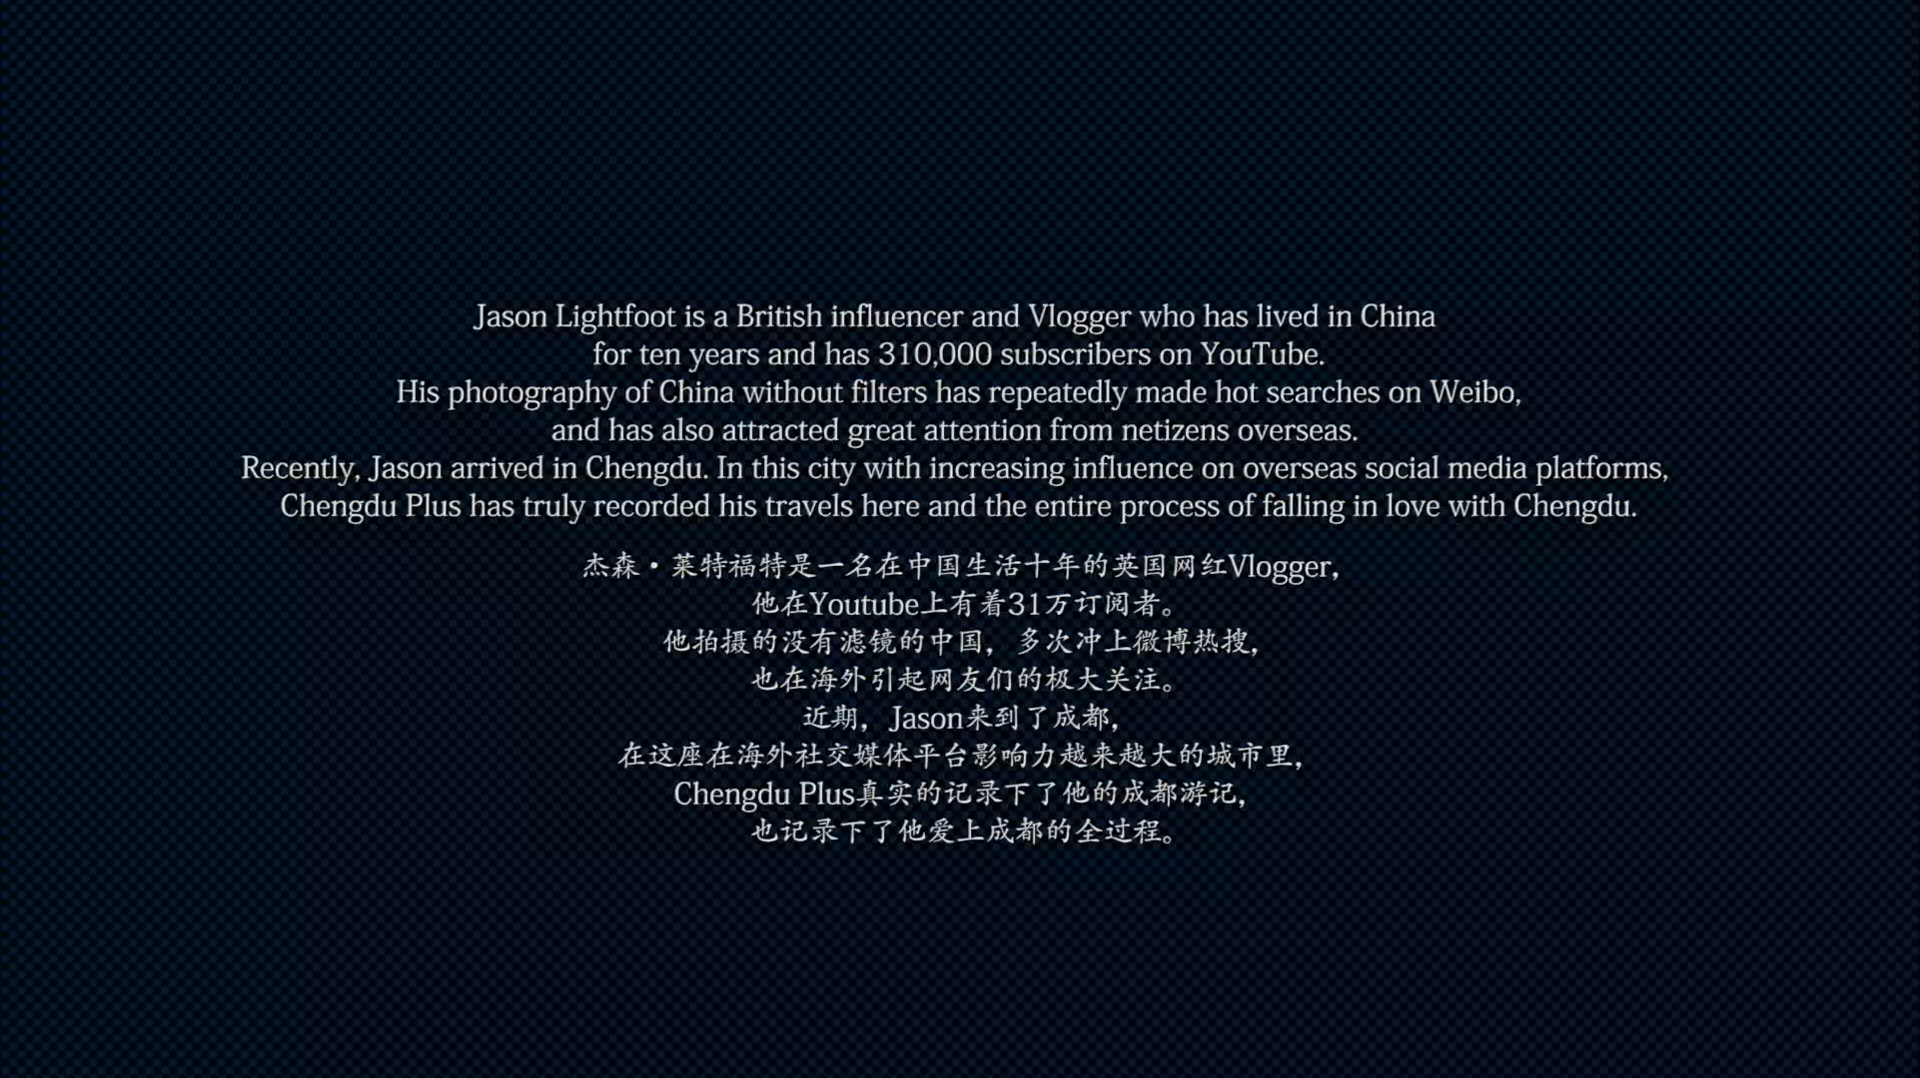 Jason Lightfoot is a British influencer and Vlogger who has lived in China
for ten years and has 310,000 subscribers on YouTube.
His photography of China without filters has repeatedly made hot searches on Weibo,
and has also attracted great attention from netizens overseas.
Recently, Jason arrived in Chengdu. In this city with increasing influence on overseas social media platforms,
Chengdu Plus has truly recorded his travels here and the entire process of falling in love with Chengdu.
杰森·莱特福特是一名在中国生活十年的英国网红Vlogger,
他在Youtube上有着31万订阅者。
他拍摄的没有滤镜的中国，多次冲上微博热搜，
也在海外引起网友们的极大关注。
近期，Jason来到了成都，
在这座在海外社交媒体平台影响力越来越大的城市里，
Chengdu Plus真实的记录下了他的成都游记，
也记录下了他爱上成都的全过程。